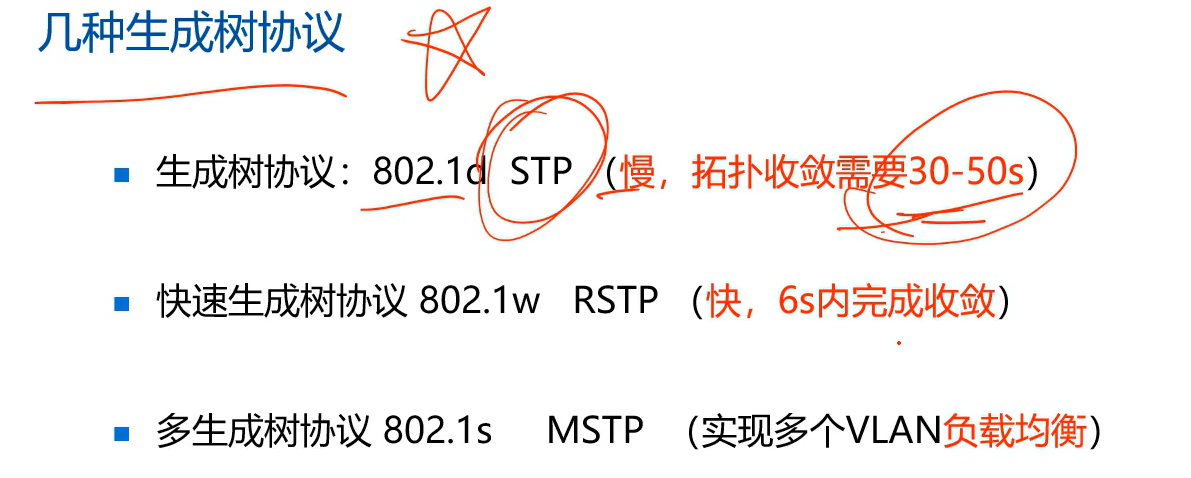 几种生成树协议
生成树协议：802.1d STP （慢，拓扑收敛需要30-50s）
快速生成树协议 802.1w RSTP （快，6s内完成收敛）
多生成树协议 802.1s MSTP （实现多个VLAN负载均衡）